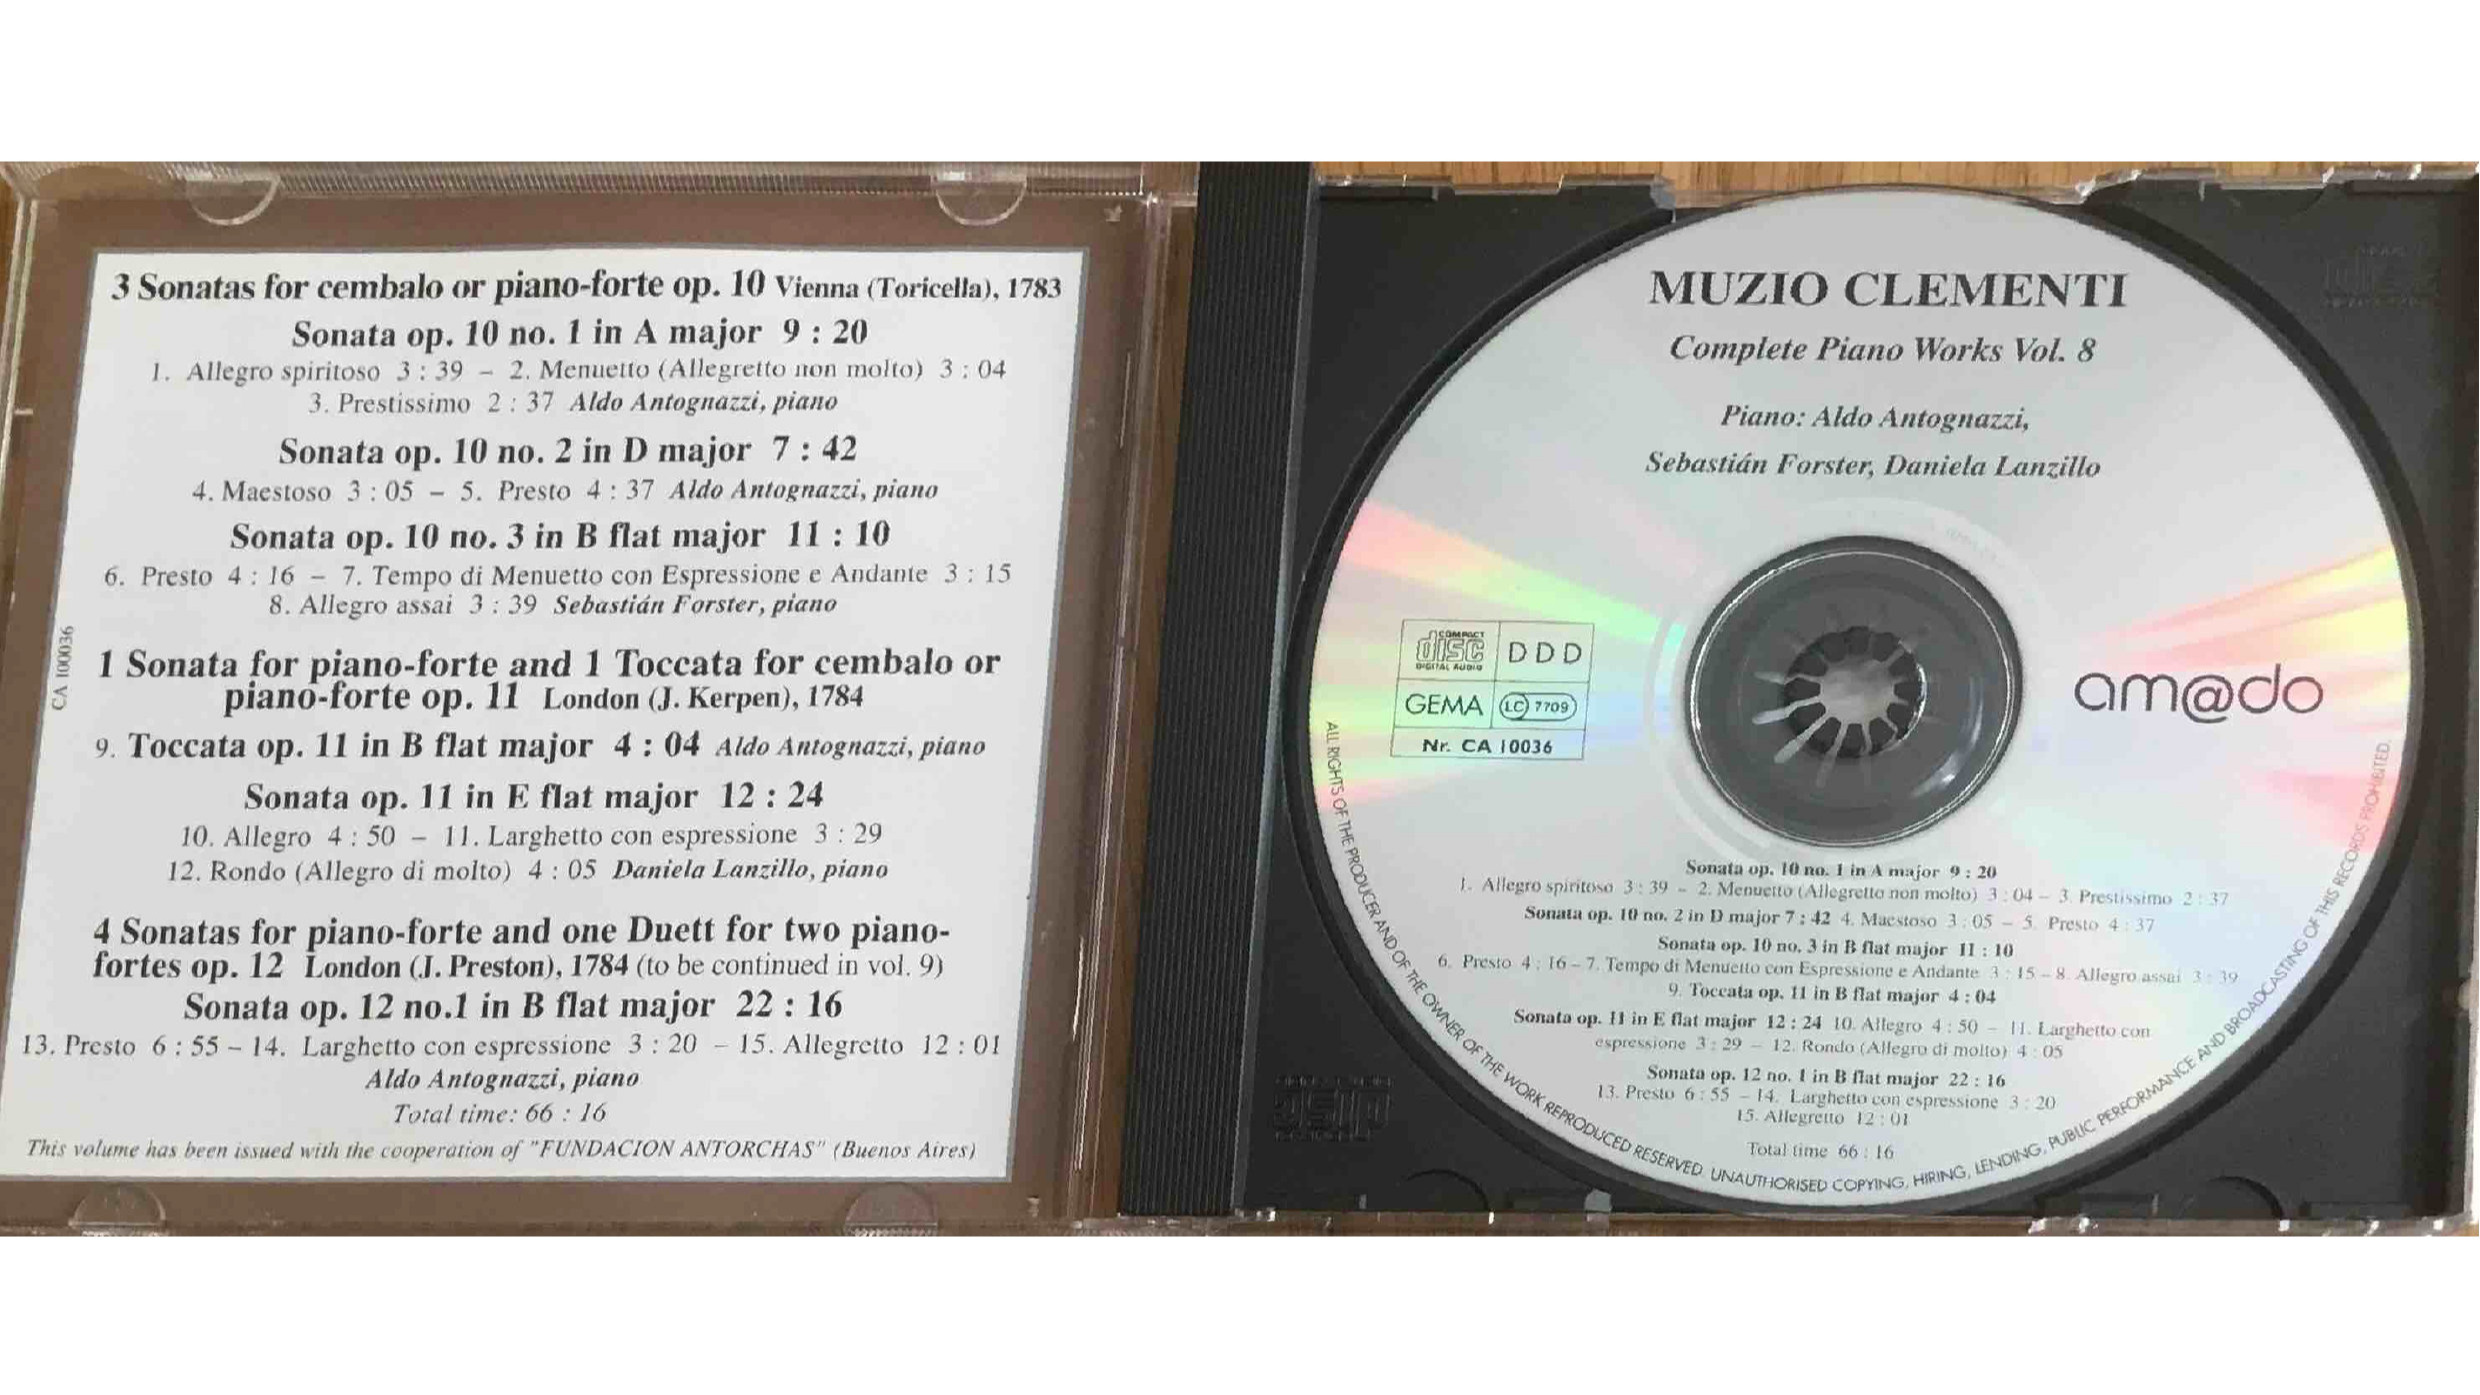 3 Sonatas for cembalo or piano-forte op. 10 Vienna (Toricella), 1783
Sonata op. 10 no. 1 in A major 9 : 20
1. Allegro spiritoso 3 : 39 – 2. Menuetto (Allegretto non molto) 3 : 04
3. Prestissimo 2 : 37 Aldo Antognazzi, piano
Sonata op. 10 no. 2 in D major 7 : 42
4. Maestoso 3 : 05 – 5. Presto 4 : 37 Aldo Antognazzi, piano
Sonata op. 10 no. 3 in B flat major 11 : 10
6. Presto 4 : 16 – 7. Tempo di Menuetto con Espressione e Andante 3 : 15
8. Allegro assai 3 : 39 Sebastián Forster, piano
1 Sonata for piano-forte and 1 Toccata for cembalo or
piano-forte op. 11 London (J. Kerpen), 1784
9. Toccata op. 11 in B flat major 4 : 04 Aldo Antognazzi, piano
Sonata op. 11 in E flat major 12 : 24
10. Allegro 4 : 50 – 11. Larghetto con espressione 3 : 29
12. Rondo (Allegro di molto) 4 : 05 Daniela Lanzillo, piano
4 Sonatas for piano-forte and one Duett for two piano-
fortes op. 12 London (J. Preston), 1784 (to be continued in vol. 9)
Sonata op. 12 no.1 in B flat major 22 : 16
13. Presto 6 : 55 – 14. Larghetto con espressione 3 : 20 – 15. Allegretto 12 : 01
Aldo Antognazzi, piano
Total time: 66 : 16
This volume has been issued with the cooperation of "FUNDACION ANTORCHAS" (Buenos Aires)
CA 100036
MUZIO CLEMENTI
Complete Piano Works Vol. 8
Piano: Aldo Antognazzi,
Sebastián Forster, Daniela Lanzillo
COMPACT
disc
DIGITAL AUDIO
DDD
GEMA
LC 7709
Nr. CA 10036
am@do
Sonata op. 10 no. 1 in A major 9 : 20
1. Allegro spiritoso 3 : 39 – 2. Menuetto (Allegretto non molto) 3 : 04 – 3. Prestissimo 2 : 37
Sonata op. 10 no. 2 in D major 7 : 42 4. Maestoso 3 : 05 – 5. Presto 4 : 37
Sonata op. 10 no. 3 in B flat major 11 : 10
6. Presto 4 : 16 – 7. Tempo di Menuetto con Espressione e Andante 3 : 15 – 8. Allegro assai 3 : 39
9. Toccata op. 11 in B flat major 4 : 04
Sonata op. 11 in E flat major 12 : 24 10. Allegro 4 : 50 – 11. Larghetto con
espressione 3 : 29 – 12. Rondo (Allegro di molto) 4 : 05
Sonata op. 12 no. 1 in B flat major 22 : 16
13. Presto 6 : 55 – 14. Larghetto con espressione 3 : 20
15. Allegretto 12 : 01
Total time 66 : 16
ALL RIGHTS OF THE PRODUCER AND OF THE OWNER OF THE WORK REPRODUCED RESERVED. UNAUTHORISED COPYING, HIRING, LENDING, PUBLIC PERFORMANCE AND BROADCASTING OF THIS RECORDS PROHIBITED.